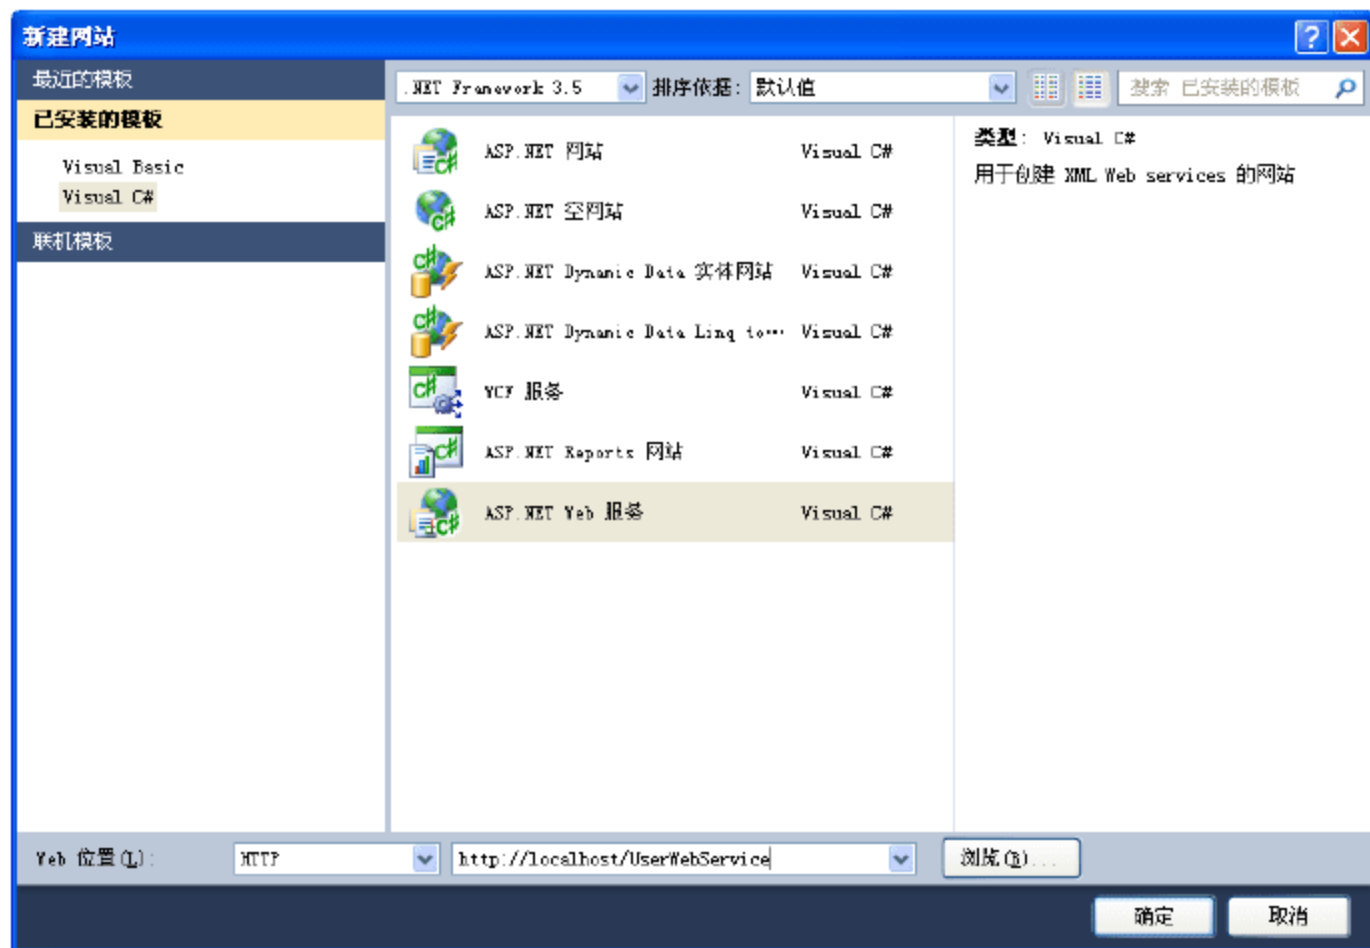 新建网站
最近的模板
已安装的模板
Visual Basic
Visual C#
联机模板
.NET Framework 3.5 排序依据: 默认值 搜索 已安装的模板
ASP.NET 网站 Visual C#
ASP.NET 空网站 Visual C#
ASP.NET Dynamic Data 实体网站 Visual C#
ASP.NET Dynamic Data Linq to… Visual C#
WCF 服务 Visual C#
ASP.NET Reports 网站 Visual C#
ASP.NET Web 服务 Visual C#
类型: Visual C#
用于创建 XML Web services 的网站
Web 位置(L): HTTP http://localhost/UserWebService 浏览(B)...
确定 取消